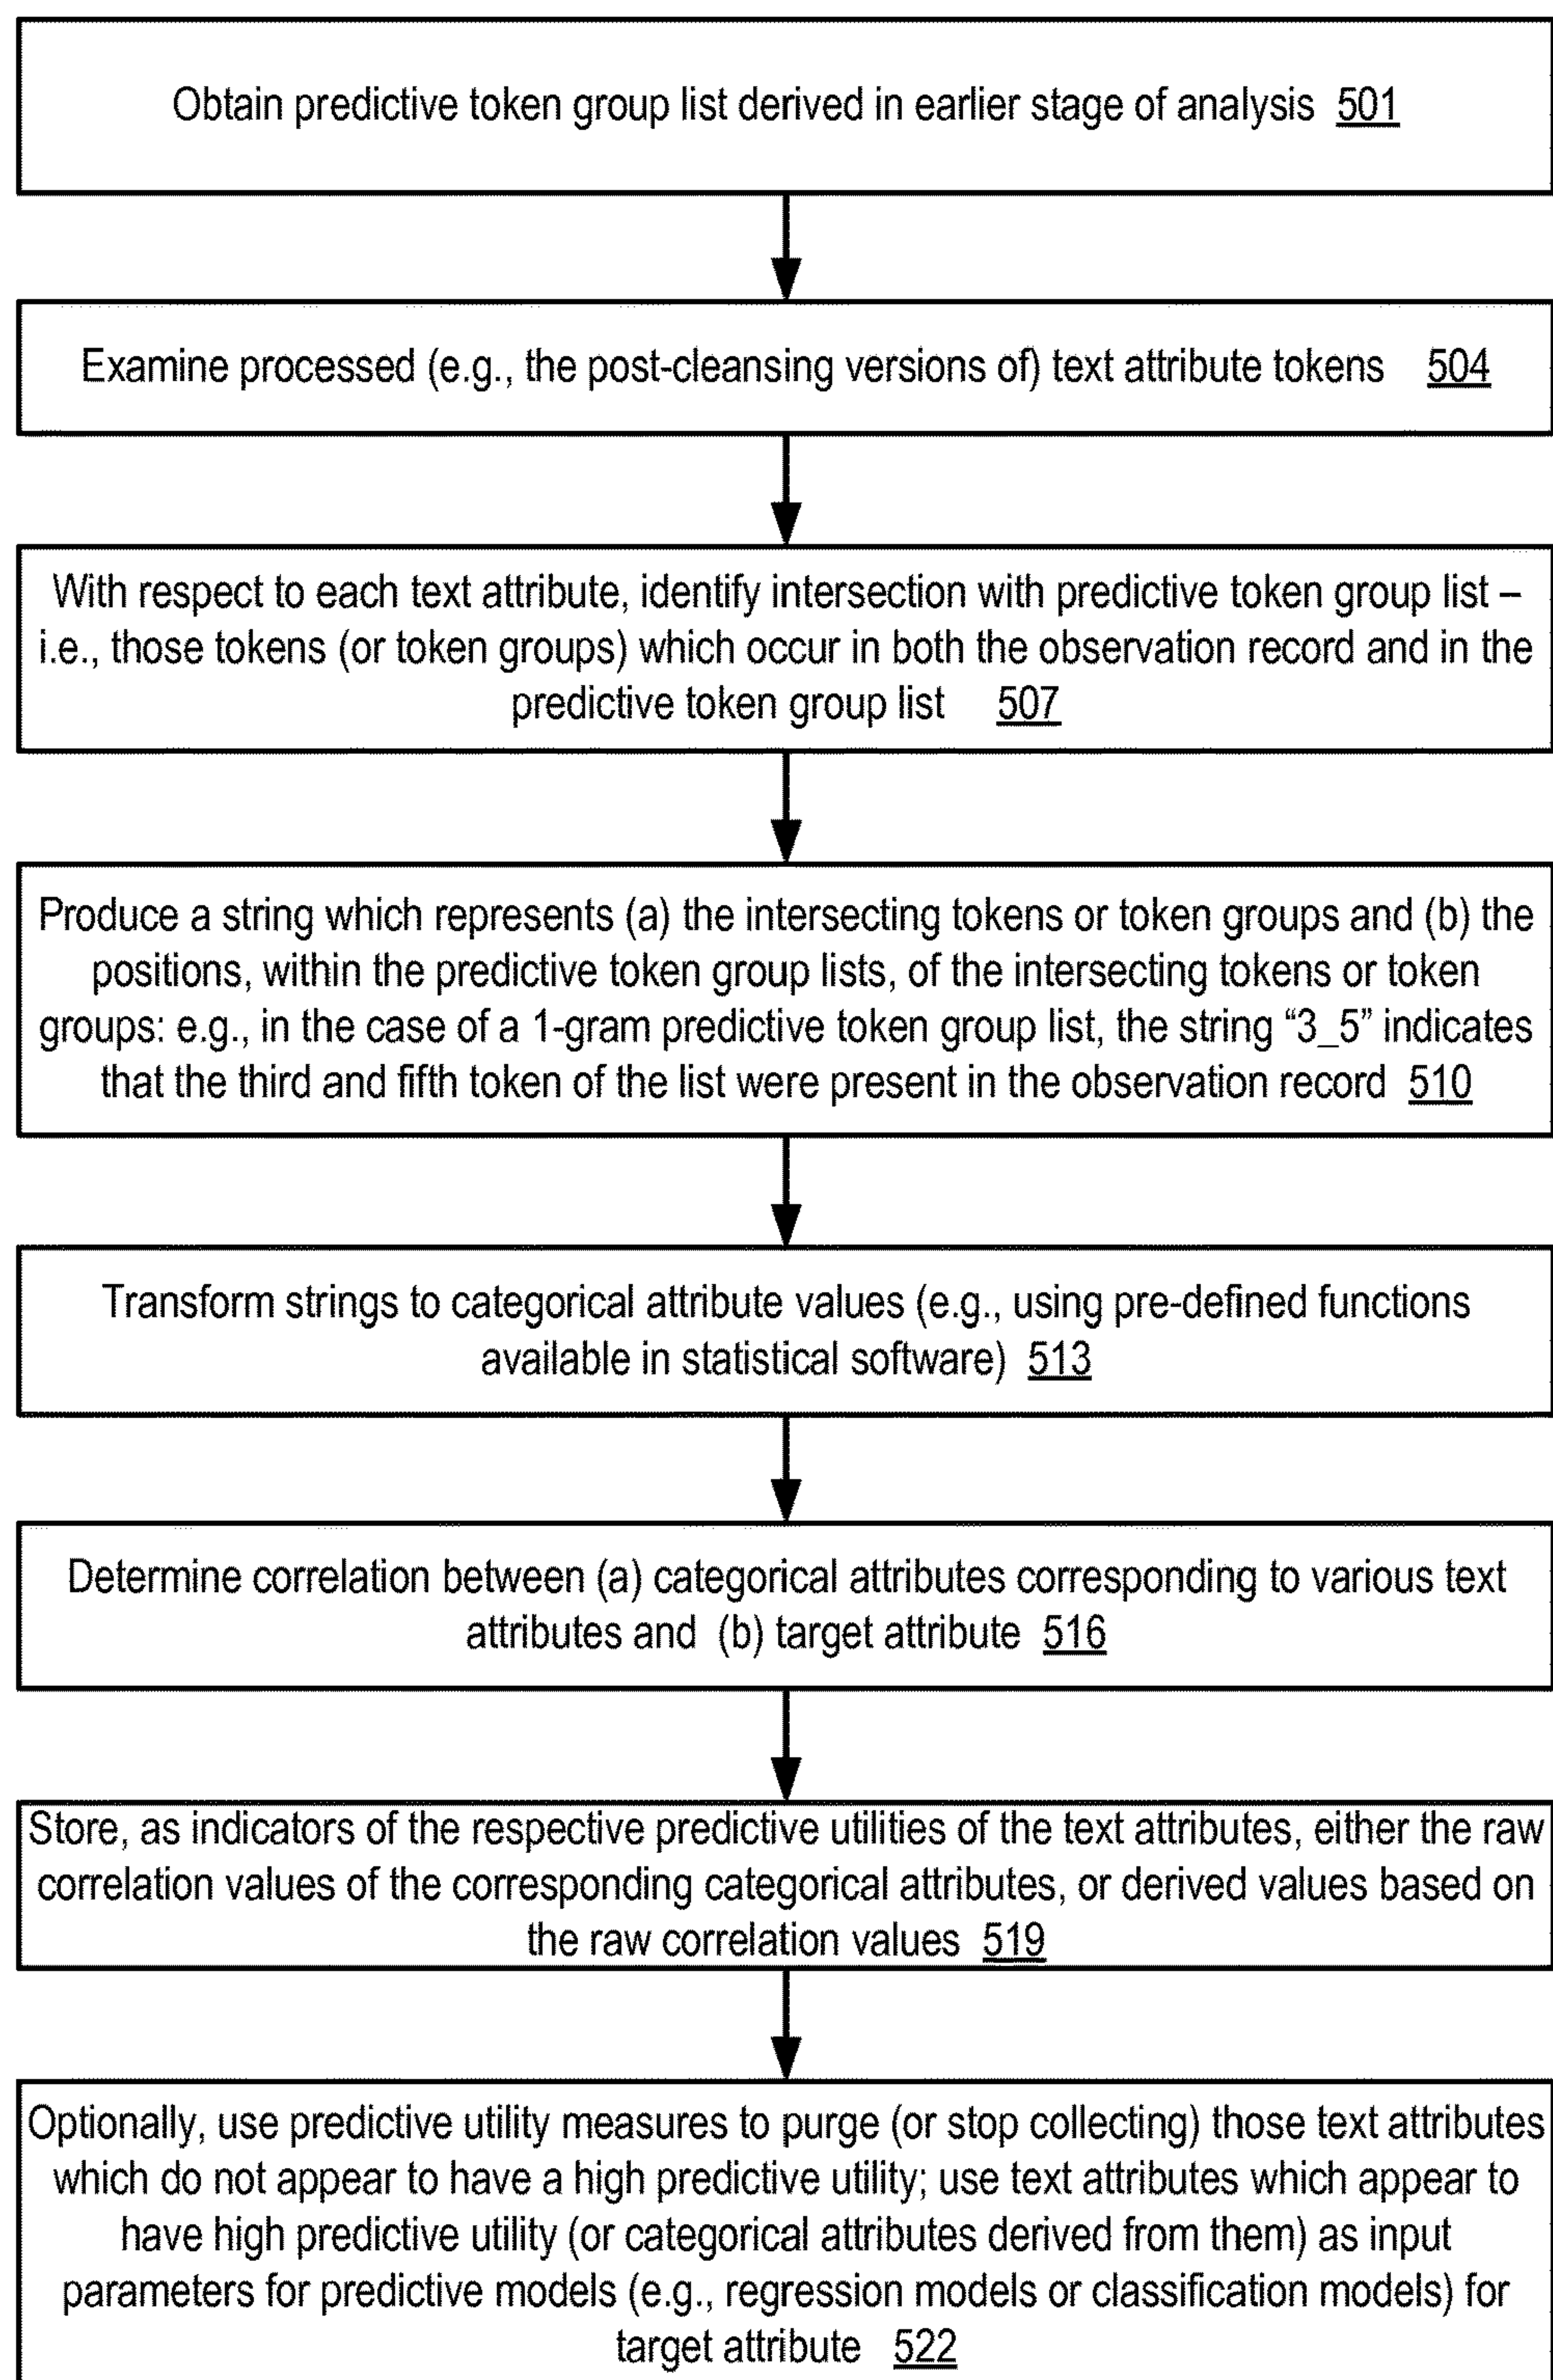 Obtain predictive token group list derived in earlier stage of analysis 501
Examine processed (e.g., the post-cleansing versions of) text attribute tokens 504
With respect to each text attribute, identify intersection with predictive token group list –
i.e., those tokens (or token groups) which occur in both the observation record and in the
predictive token group list 507
Produce a string which represents (a) the intersecting tokens or token groups and (b) the
positions, within the predictive token group lists, of the intersecting tokens or token
groups: e.g., in the case of a 1-gram predictive token group list, the string “3_5” indicates
that the third and fifth token of the list were present in the observation record 510
Transform strings to categorical attribute values (e.g., using pre-defined functions
available in statistical software) 513
Determine correlation between (a) categorical attributes corresponding to various text
attributes and (b) target attribute 516
Store, as indicators of the respective predictive utilities of the text attributes, either the raw
correlation values of the corresponding categorical attributes, or derived values based on
the raw correlation values 519
Optionally, use predictive utility measures to purge (or stop collecting) those text attributes
which do not appear to have a high predictive utility; use text attributes which appear to
have high predictive utility (or categorical attributes derived from them) as input
parameters for predictive models (e.g., regression models or classification models) for
target attribute 522